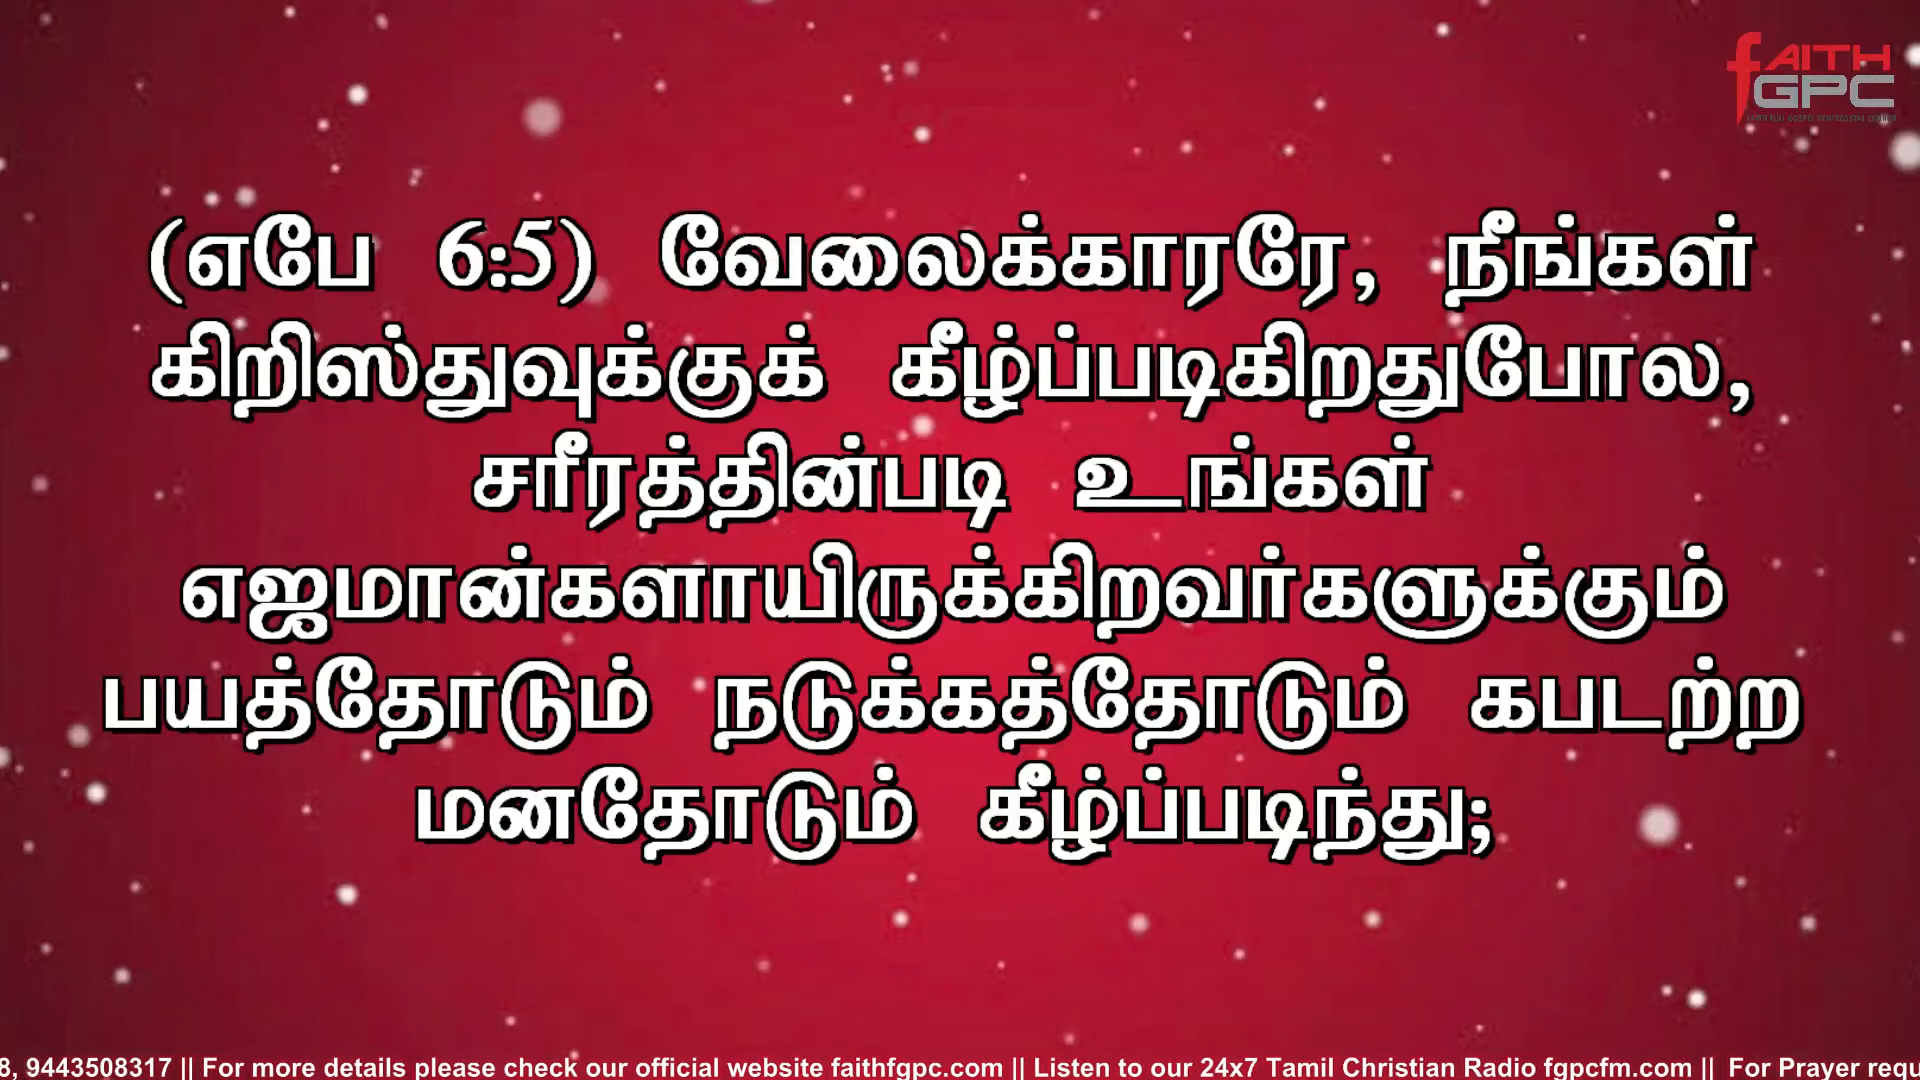 FAITH
GPC
(எபே 6:5) வேலைக்காரரே, நீங்கள்
கிறிஸ்துவுக்குக் கீழ்ப்படிகிறதுபோல,
சரீரத்தின்படி உங்கள்
எஜமான்களாயிருக்கிறவர்களுக்கும்
பயத்தோடும் நடுக்கத்தோடும் கபடற்ற
மனதோடும் கீழ்ப்படிந்து;
8, 9443508317 || For more details please check our official website faithfgpc.com || Listen to our 24x7 Tamil Christian Radio fgpcfm.com || For Prayer requ